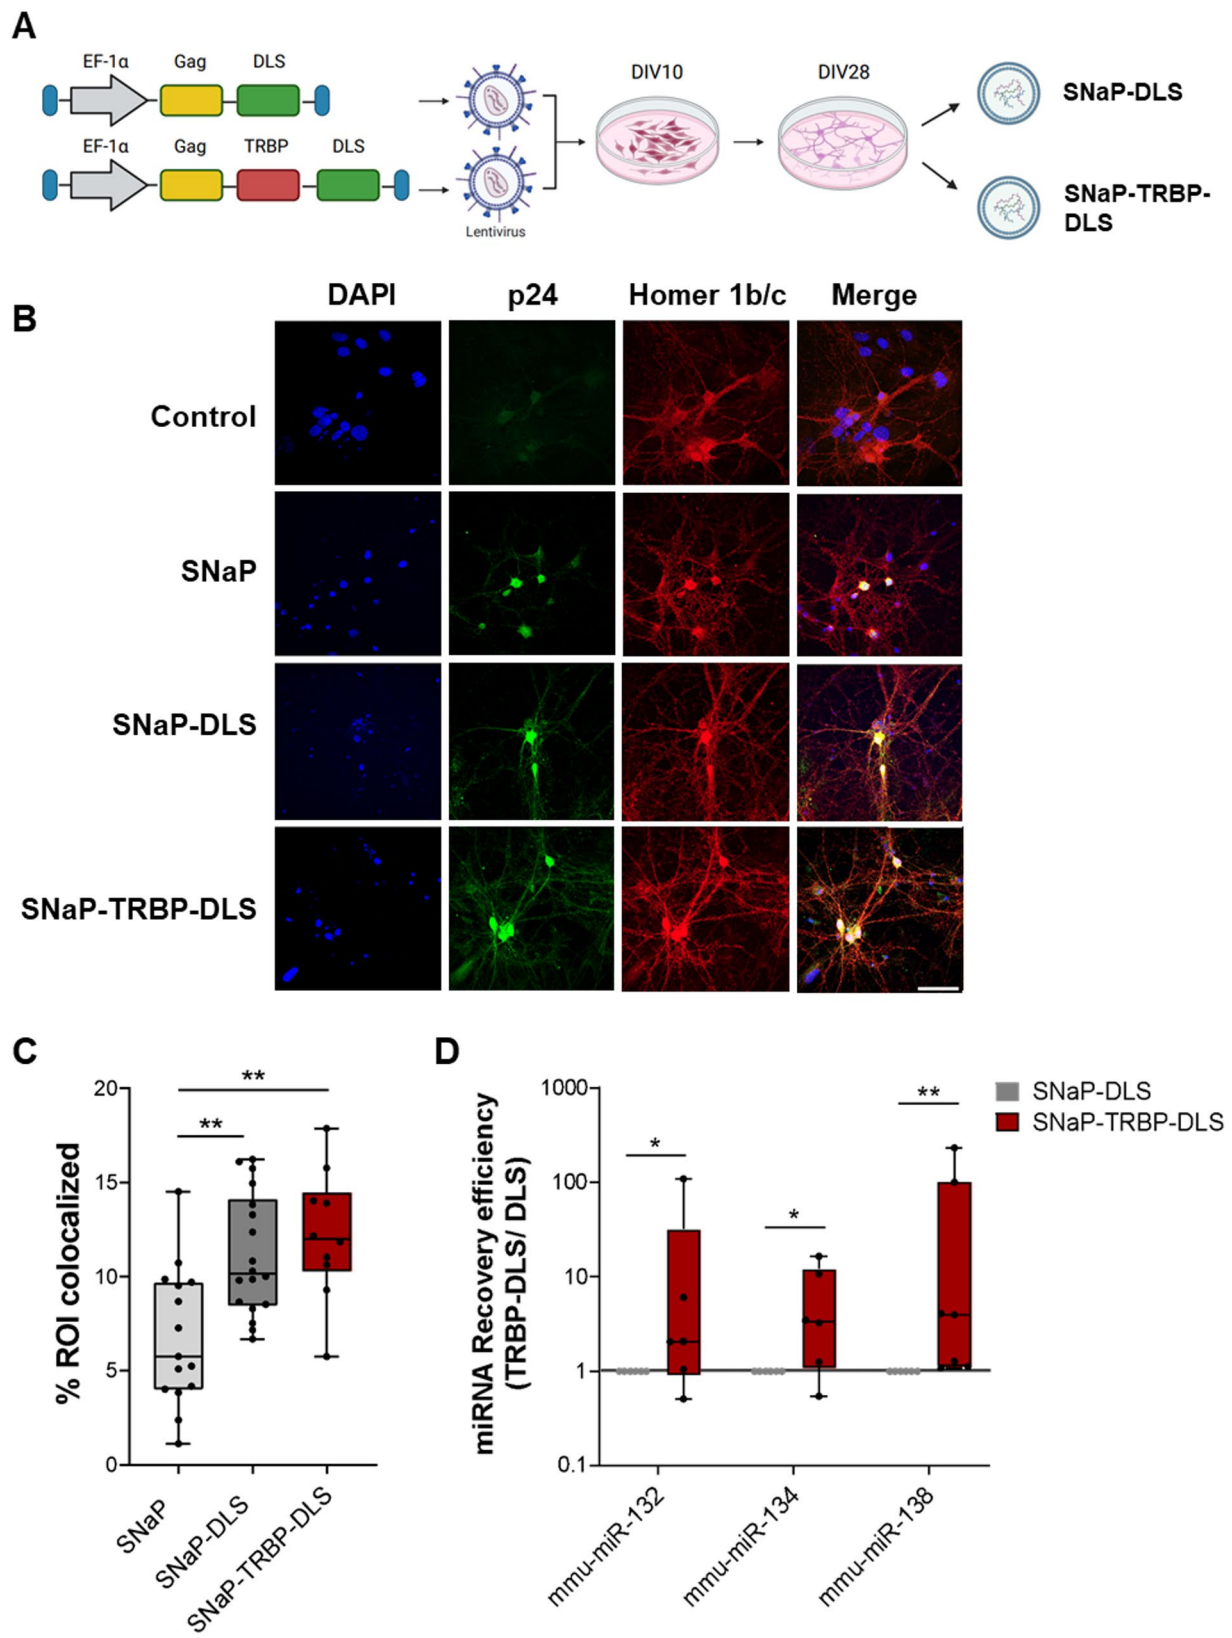 A
EF-1α Gag DLS
EF-1α Gag TRBP DLS
Lentivirus
DIV10
DIV28
SNaP-DLS
SNaP-TRBP-
DLS
B
DAPI p24 Homer 1b/c Merge
Control
SNaP
SNaP-DLS
SNaP-TRBP-DLS
C
% ROI colocalized
20
15
10
5
0
**
**
SNaP
SNaP-DLS
SNaP-TRBP-DLS
D
miRNA Recovery efficiency
(TRBP-DLS/ DLS)
1000
100
10
1
0.1
*
*
**
mmu-miR-132
mmu-miR-134
mmu-miR-138
SNaP-DLS
SNaP-TRBP-DLS